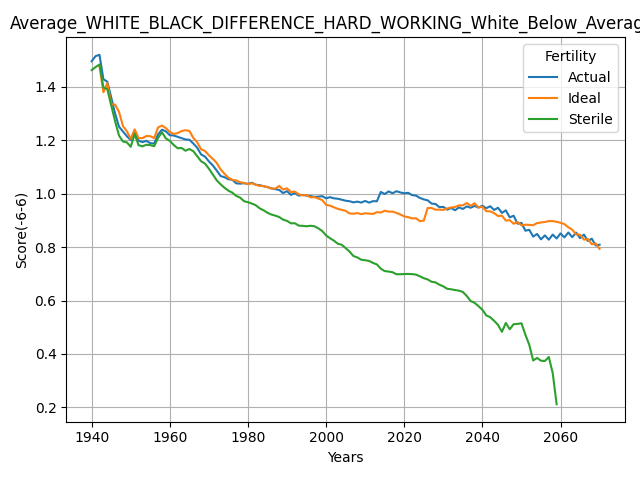 Average_WHITE_BLACK_DIFFERENCE_HARD_WORKING_White_Below_Averag
Fertility
Actual
Ideal
Sterile
Score(-6-6)
1.4
1.2
1.0
0.8
0.6
0.4
0.2
1940 1960 1980 2000 2020 2040 2060
Years